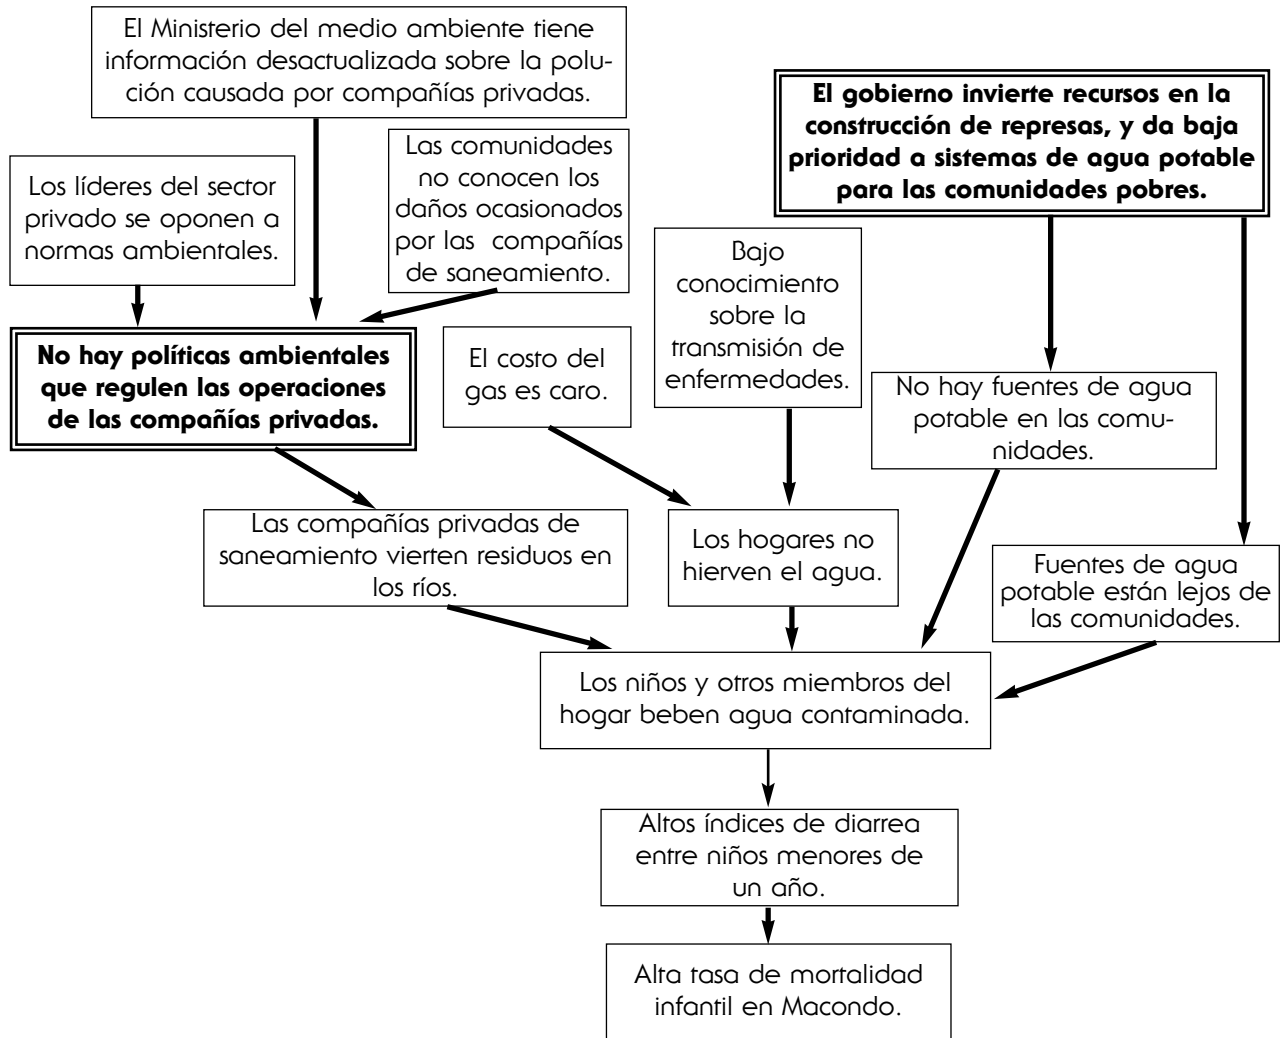 El Ministerio del medio ambiente tiene
información desactualizada sobre la polu-
ción causada por compañías privadas.
El gobierno invierte recursos en la
construcción de represas, y da baja
prioridad a sistemas de agua potable
para las comunidades pobres.
Los líderes del sector
privado se oponen a
normas ambientales.
Las comunidades
no conocen los
daños ocasionados
por las compañías
de saneamiento.
Bajo
conocimiento
sobre la
transmisión de
enfermedades.
No hay políticas ambientales
que regulen las operaciones
de las compañías privadas.
El costo del
gas es caro.
No hay fuentes de agua
potable en las comu-
nidades.
Las compañías privadas de
saneamiento vierten residuos en
los ríos.
Los hogares no
hierven el agua.
Fuentes de agua
potable están lejos de
las comunidades.
Los niños y otros miembros del
hogar beben agua contaminada.
Altos índices de diarrea
entre niños menores de
un año.
Alta tasa de mortalidad
infantil en Macondo.